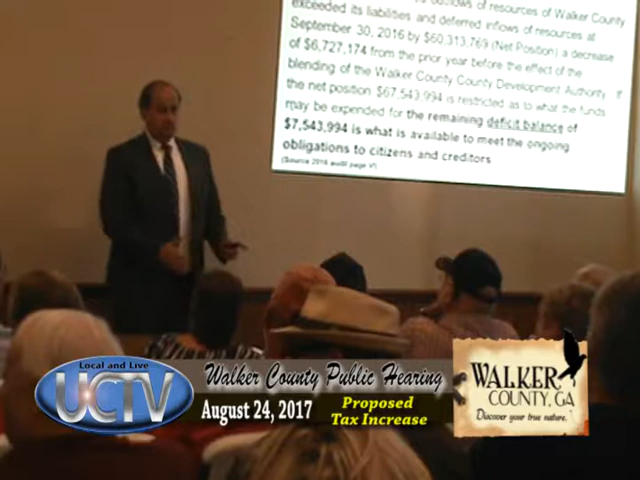 outflows of resources of Walker County
exceeded its liabilities and deferred inflows of resources at
September 30, 2016 by $60,313,769 (Net Position) a decrease
of $6,727,174 from the prior year before the effect of the
blending of the Walker County County Development Authority. If
the net position $67,543,994 is restricted as to what the funds
may be expended for the remaining deficit balance of
$7,543,994 is what is available to meet the ongoing
obligations to citizens and creditors
(Source 2016 audit page V)
Local and Live
UCTV
Walker County Public Hearing
August 24, 2017
Proposed
Tax Increase
WALKER
COUNTY, GA
Discover your true nature.